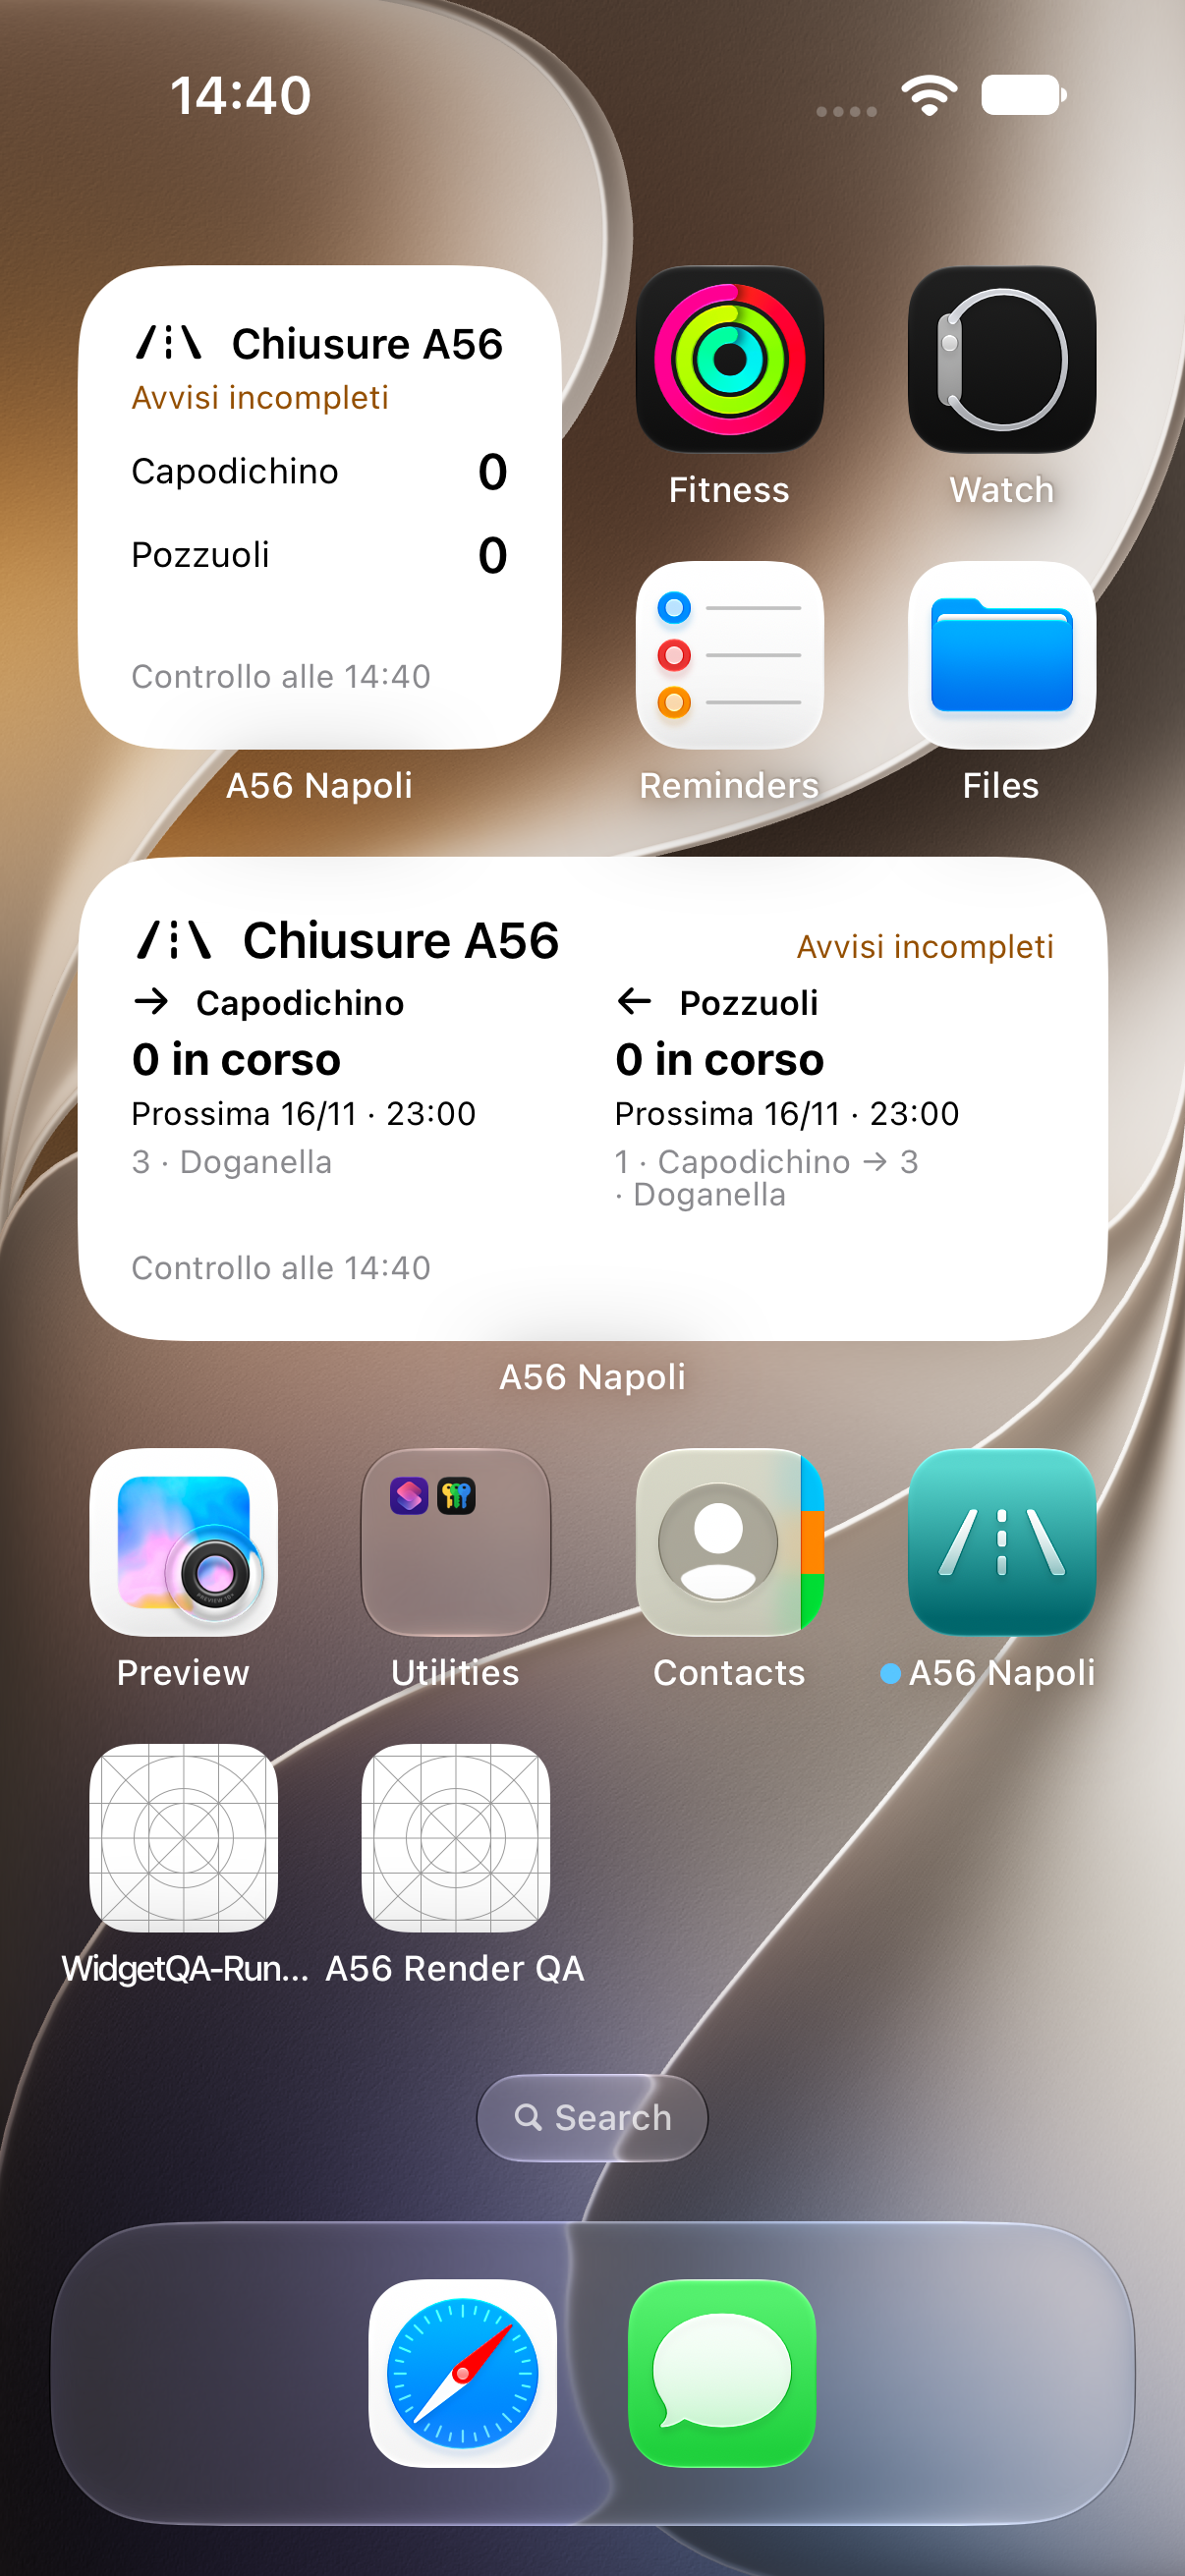 14:40
Chiusure A56
Avvisi incompleti
Capodichino 0
Pozzuoli 0
Controllo alle 14:40
A56 Napoli
Fitness
Watch
Reminders
Files
Chiusure A56
Avvisi incompleti
→ Capodichino
0 in corso
Prossima 16/11 · 23:00
3 · Doganella
← Pozzuoli
0 in corso
Prossima 16/11 · 23:00
1 · Capodichino → 3
· Doganella
Controllo alle 14:40
A56 Napoli
Preview
Utilities
Contacts
A56 Napoli
WidgetQA-Run...
A56 Render QA
Search